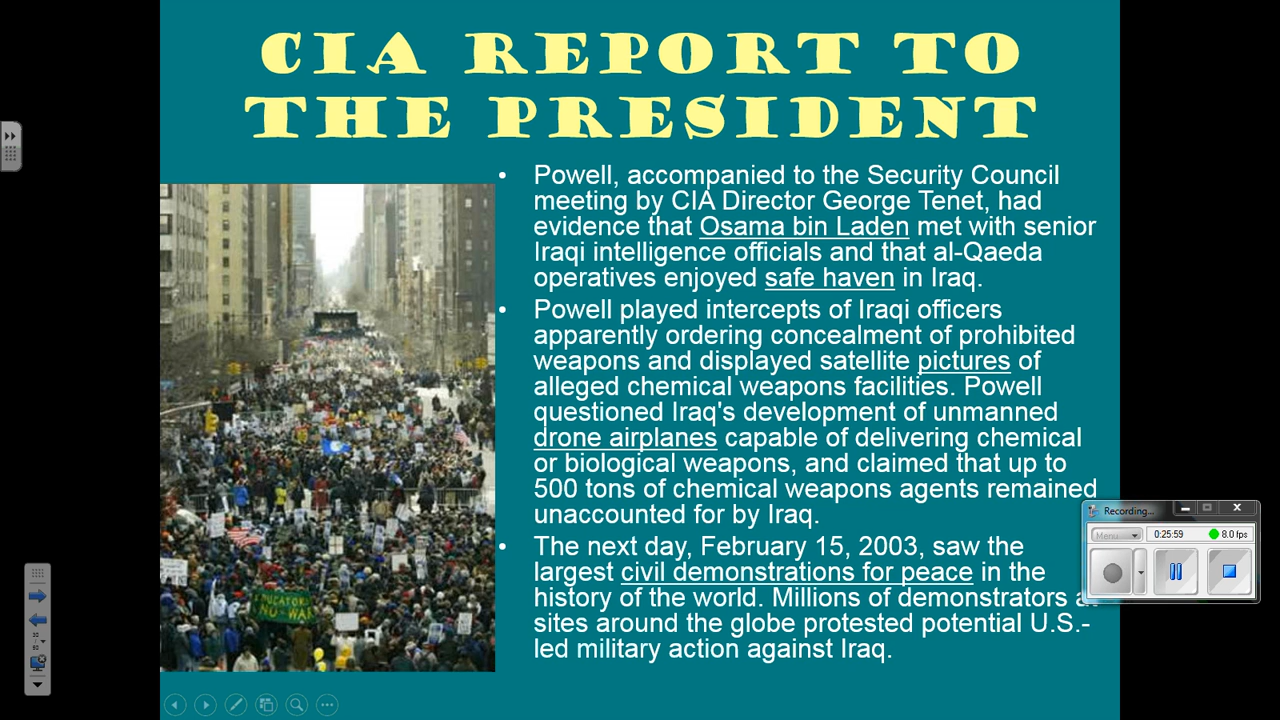 CIA REPORT TO
THE PRESIDENT
• Powell, accompanied to the Security Council
meeting by CIA Director George Tenet, had
evidence that Osama bin Laden met with senior
Iraqi intelligence officials and that al-Qaeda
operatives enjoyed safe haven in Iraq.
• Powell played intercepts of Iraqi officers
apparently ordering concealment of prohibited
weapons and displayed satellite pictures of
alleged chemical weapons facilities. Powell
questioned Iraq's development of unmanned
drone airplanes capable of delivering chemical
or biological weapons, and claimed that up to
500 tons of chemical weapons agents remained
unaccounted for by Iraq.
• The next day, February 15, 2003, saw the
largest civil demonstrations for peace in the
history of the world. Millions of demonstrators
sites around the globe protested potential U.S.-
led military action against Iraq.
EDUCATORS
NO WAR
Recording...
Menu
0:25:59
8.0 fps